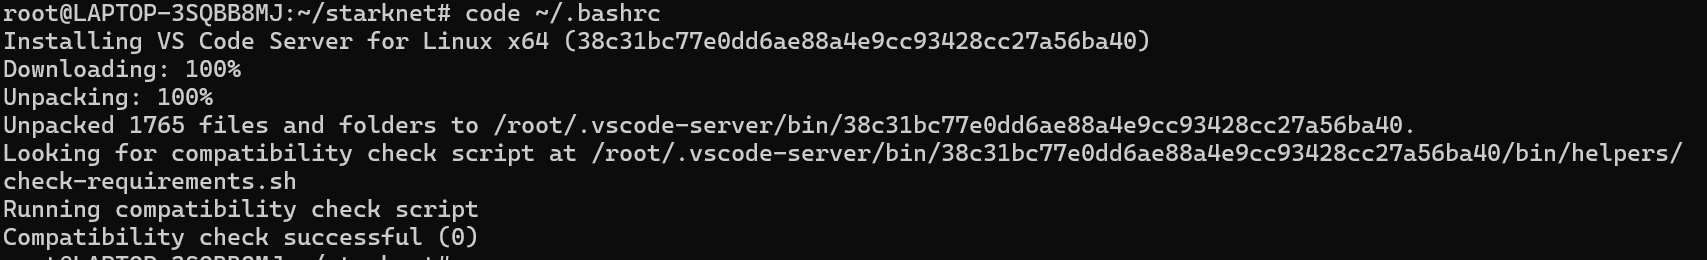 root@LAPTOP-3SQBB8MJ:~/starknet# code ~/.bashrc
Installing VS Code Server for Linux x64 (38c31bc77e0dd6ae88a4e9cc93428cc27a56ba40)
Downloading: 100%
Unpacking: 100%
Unpacked 1765 files and folders to /root/.vscode-server/bin/38c31bc77e0dd6ae88a4e9cc93428cc27a56ba40.
Looking for compatibility check script at /root/.vscode-server/bin/38c31bc77e0dd6ae88a4e9cc93428cc27a56ba40/bin/helpers/
check-requirements.sh
Running compatibility check script
Compatibility check successful (0)